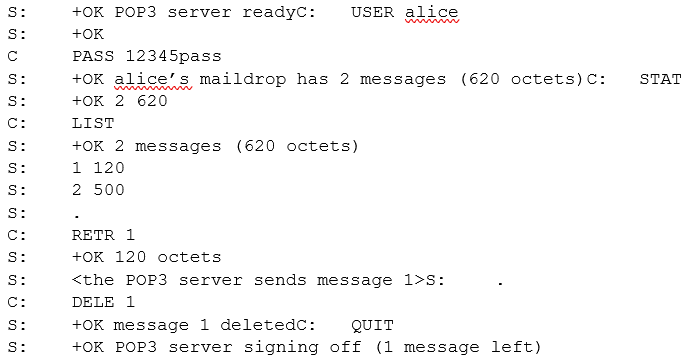 S:    +OK POP3 server readyC:   USER alice
S:    +OK
C     PASS 12345pass
S:    +OK alice’s maildrop has 2 messages (620 octets)C:   STAT
S:    +OK 2 620
C:    LIST
S:    +OK 2 messages (620 octets)
S:    1 120
S:    2 500
S:    .
C:    RETR 1
S:    +OK 120 octets
S:    <the POP3 server sends message 1>S:     .
C:    DELE 1
S:    +OK message 1 deletedC:   QUIT
S:    +OK POP3 server signing off (1 message left)